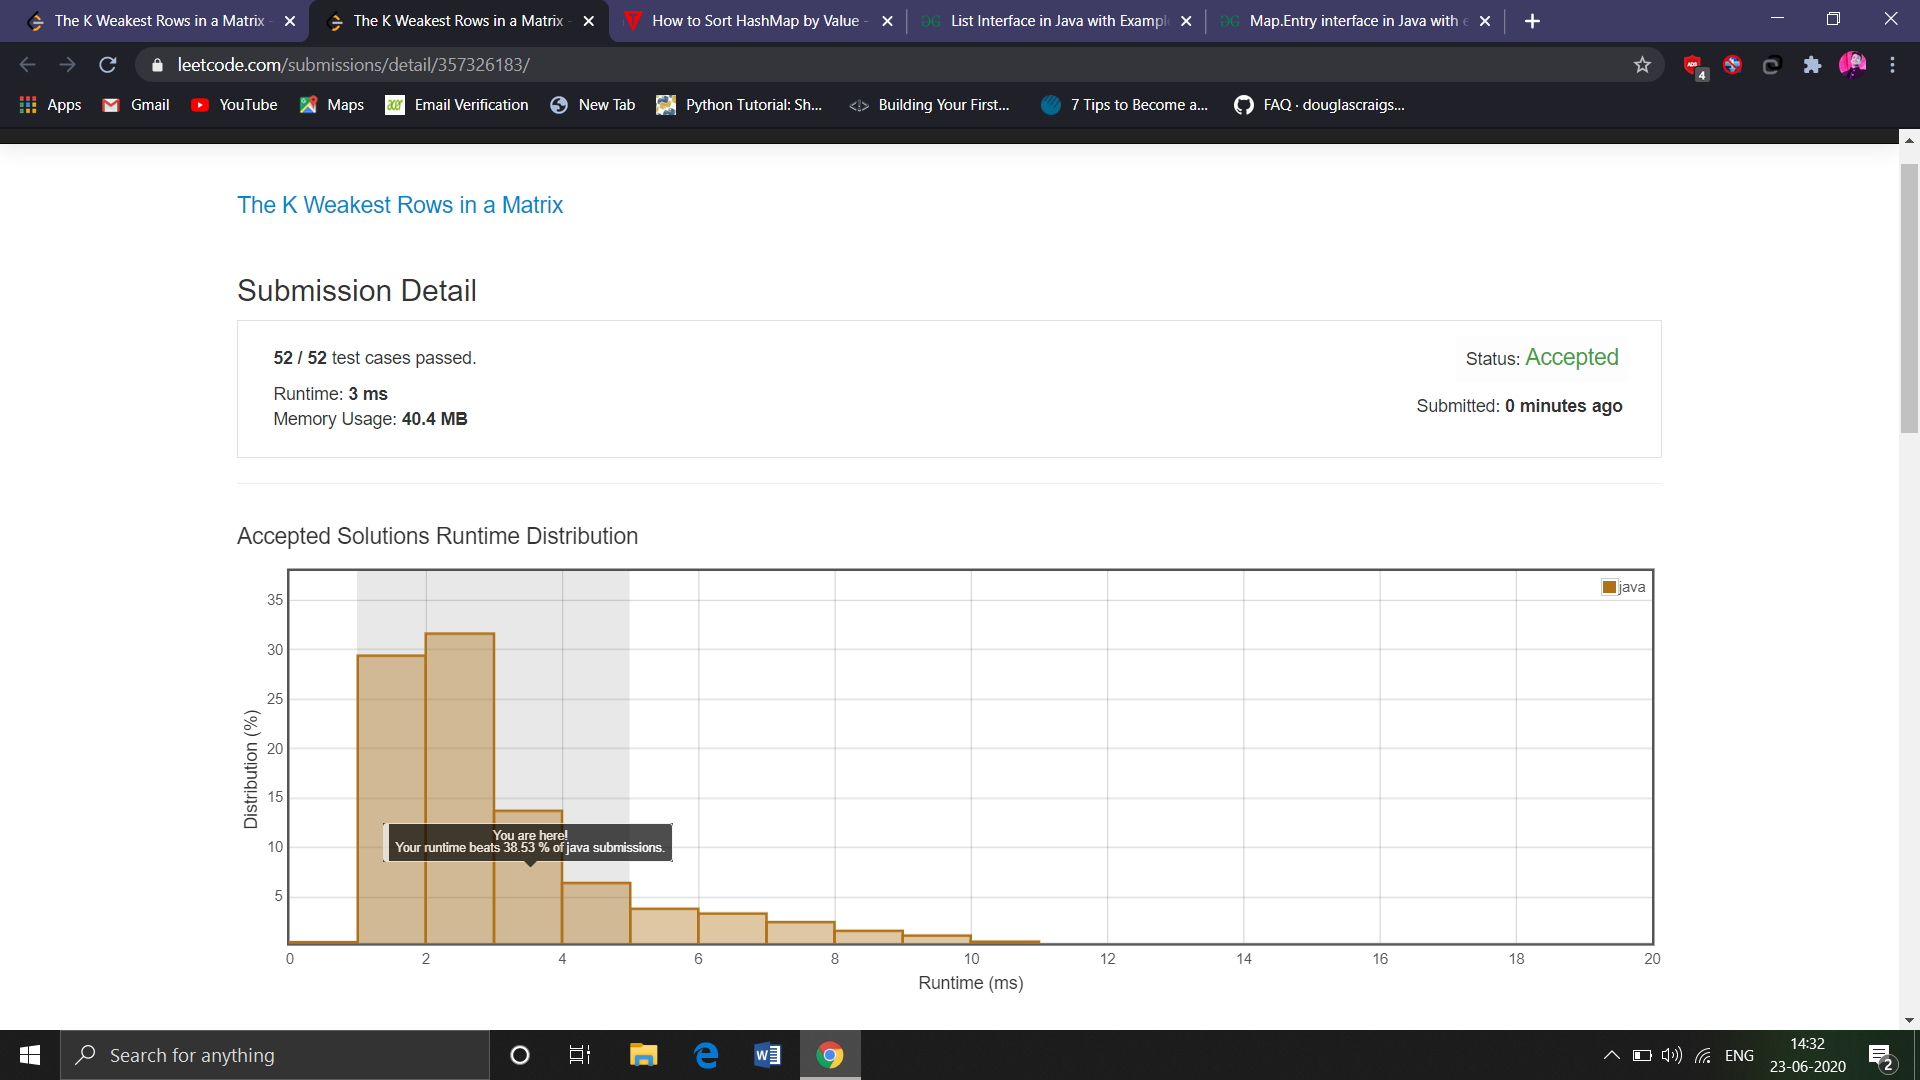 The K Weakest Rows in a Matrix -
The K Weakest Rows in a Matrix -
How to Sort HashMap by Value -
List Interface in Java with Exampl
Map.Entry interface in Java with e
leetcode.com/submissions/detail/357326183/
ABS
4
Apps
Gmail
YouTube
Maps
acer
Email Verification
New Tab
Python Tutorial: Sh...
Building Your First...
7 Tips to Become a...
FAQ · douglascraigs...
The K Weakest Rows in a Matrix
Submission Detail
52 / 52 test cases passed.
Status: Accepted
Runtime: 3 ms
Submitted: 0 minutes ago
Memory Usage: 40.4 MB
Accepted Solutions Runtime Distribution
java
35
30
25
20
15
10
5
Distribution (%)
You are here!
Your runtime beats 38.53 % of java submissions.
0 2 4 6 8 10 12 14 16 18 20
Runtime (ms)
Search for anything
ENG
14:32
23-06-2020
2